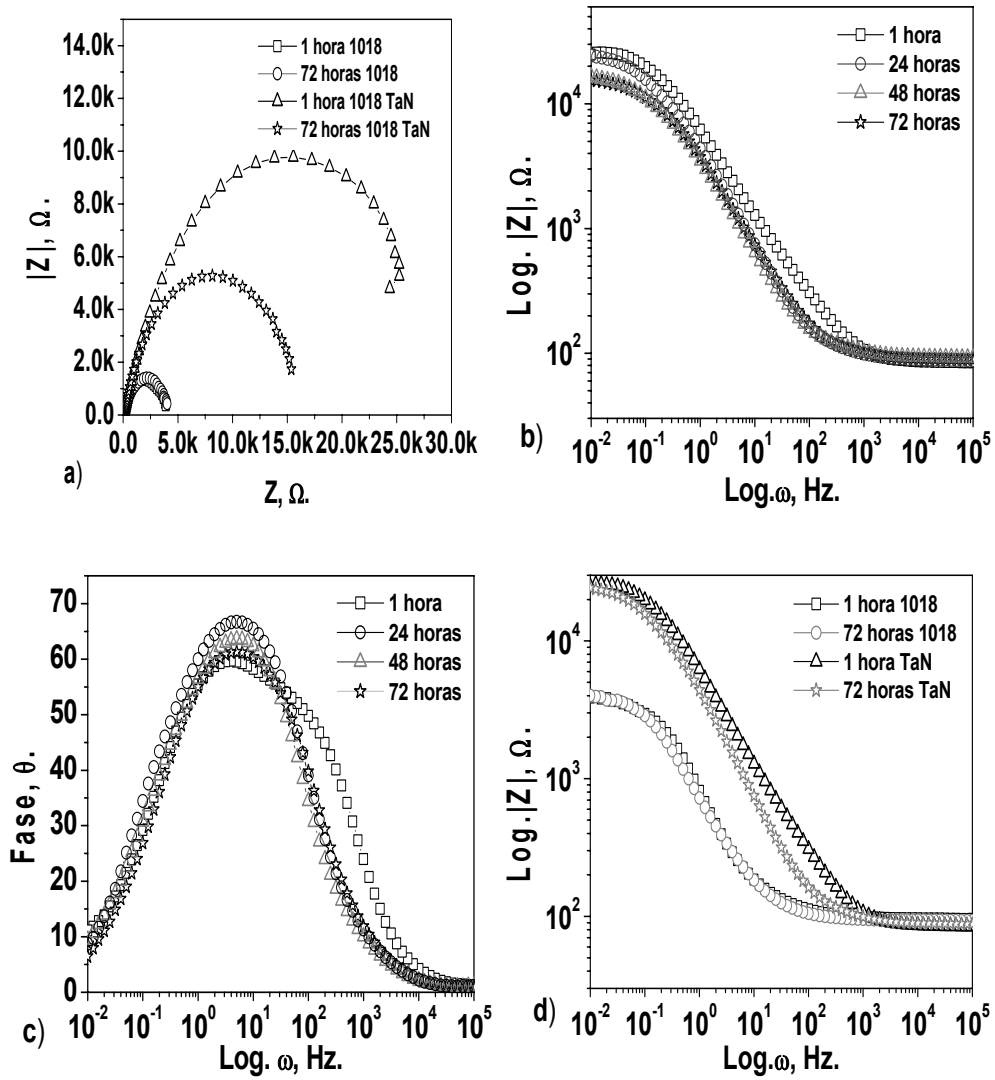 14.0k
12.0k
10.0k
8.0k
6.0k
4.0k
2.0k
0.0
|Z|, Ω.
1 hora 1018
72 horas 1018
1 hora 1018 TaN
72 horas 1018 TaN
0.0 5.0k 10.0k 15.0k 20.0k 25.0k 30.0k
a)
Z, Ω.
10^4
10^3
10^2
Log. |Z|, Ω.
1 hora
24 horas
48 horas
72 horas
10^-2 10^-1 10^0 10^1 10^2 10^3 10^4 10^5
b)
Log.ω, Hz.
70
60
50
40
30
20
10
0
Fase, θ.
1 hora
24 horas
48 horas
72 horas
10^-2 10^-1 10^0 10^1 10^2 10^3 10^4 10^5
c)
Log. ω, Hz.
10^4
10^3
10^2
Log.|Z|, Ω.
1 hora 1018
72 horas 1018
1 hora TaN
72 horas TaN
10^-2 10^-1 10^0 10^1 10^2 10^3 10^4 10^5
d)
Log.ω, Hz.